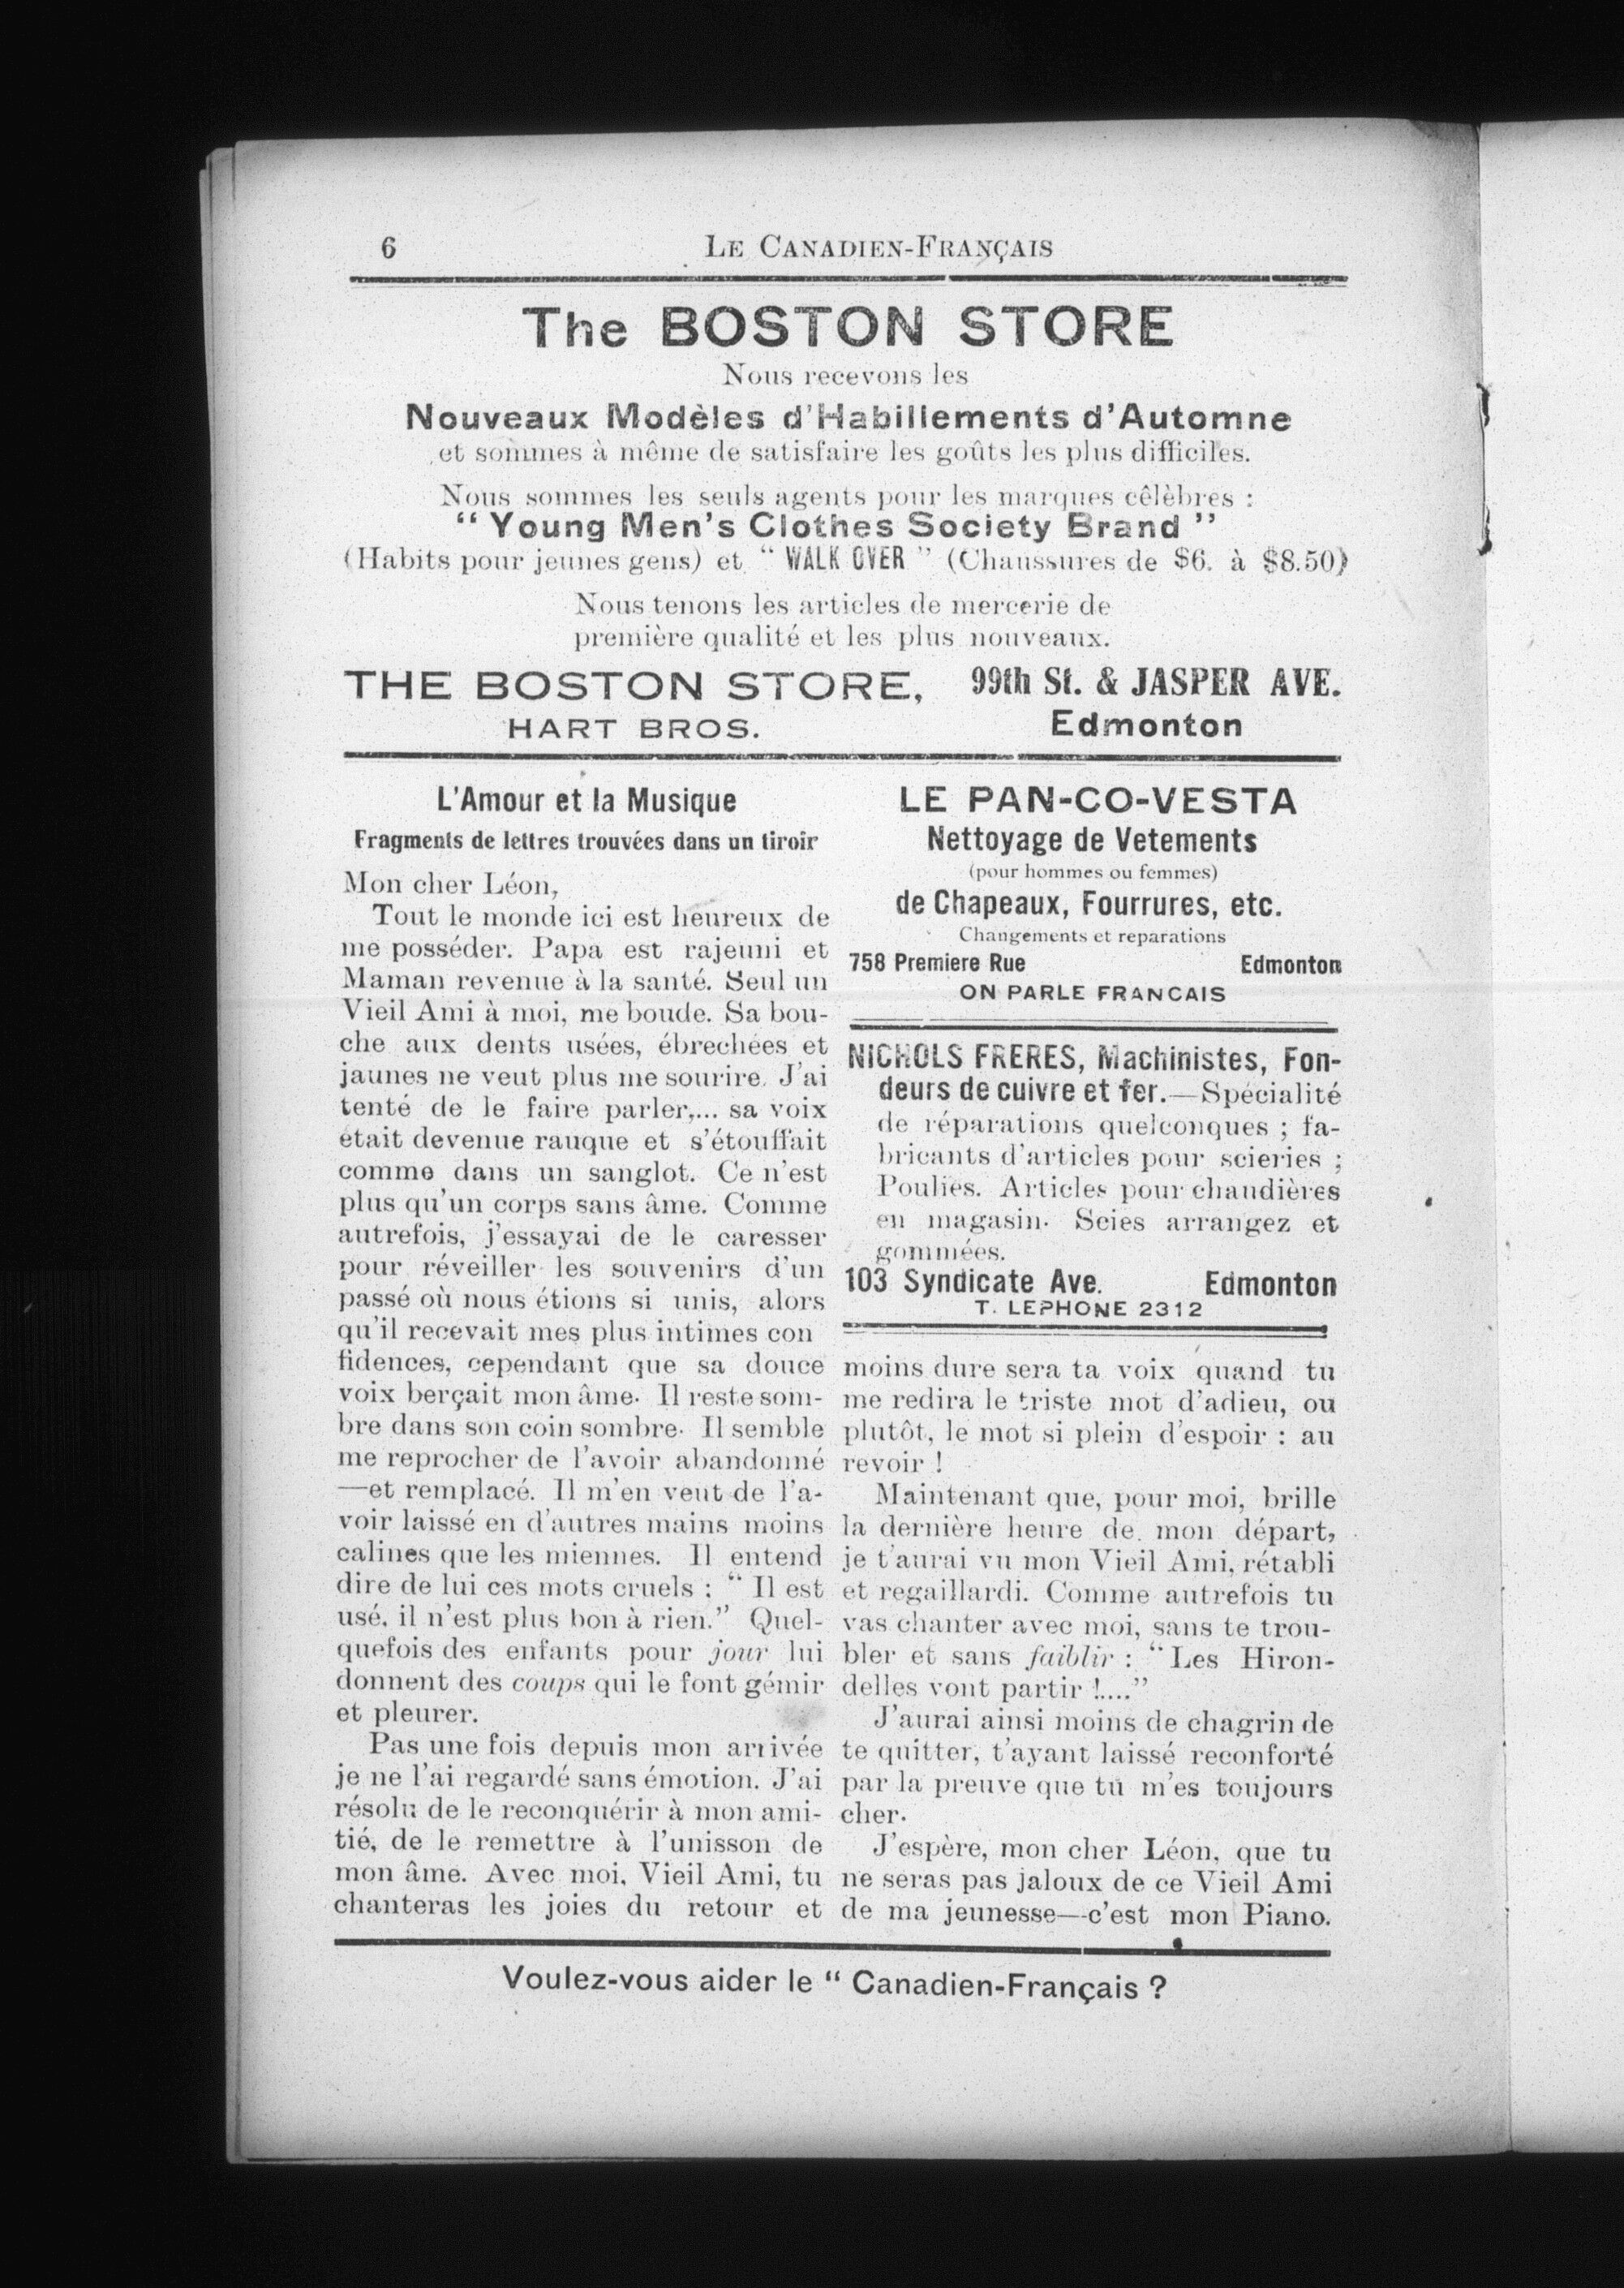 6
LE CANADIEN-FRANÇAIS
The BOSTON STORE
Nous recevons les
Nouveaux Modèles d'Habillements d'Automne
et sommes à même de satisfaire les goûts les plus difficiles.
Nous sommes les seuls agents pour les marques cêlèbres :
" Young Men's Clothes Society Brand "
(Habits pour jeunes gens) et " WALK OVER " (Chaussures de $6. à $8.50)
Nous tenons les articles de mercerie de
première qualité et les plus nouveaux.
THE BOSTON STORE, 99th St. & JASPER AVE.
HART BROS. Edmonton
L'Amour et la Musique
Fragments de lettres trouvées dans un tiroir
Mon cher Léon,
Tout le monde ici est heureux de
me posséder. Papa est rajeuni et
Maman revenue à la santé. Seul un
Vieil Ami à moi, me boude. Sa bou-
che aux dents usées, ébrechées et
jaunes ne veut plus me sourire. J'ai
tenté de le faire parler,... sa voix
etait devenue rauque et s'étouffait
comme dans un sanglot. Ce n'est
plus qu'un corps sans âme. Comme
autrefois, j'essayai de le caresser
pour réveiller les souvenirs d'un
passé où nous étions si unis, alors
qu'il recevait mes plus intimes con
fidences, cependant que sa douce
voix berçait mon âme. Il reste som-
bre dans son coin sombre. Il semble
me reprocher de l'avoir abandonné
—et remplacé. Il m'en veut de l'a-
voir laissé en d'autres mains moins
calines que les miennes. Il entend
dire de lui ces mots cruels : " Il est
usé, il n'est plus bon à rien." Quel-
quefois des enfants pour jour lui
donnent des coups qui le font gémir
et pleurer.
Pas une fois depuis mon arrivée
je ne l'ai regardé sans émotion. J'ai
résolu de le reconquérir à mon ami-
tié, de le remettre à l'unisson de
mon âme. Avec moi, Vieil Ami, tu
chanteras les joies du retour et
LE PAN-CO-VESTA
Nettoyage de Vetements
(pour hommes ou femmes)
de Chapeaux, Fourrures, etc.
Changements et reparations
758 Premiere Rue Edmonton
ON PARLE FRANCAIS
NICHOLS FRERES, Machinistes, Fon-
deurs de cuivre et fer.—Spécialité
de réparations quelconques ; fa-
bricants d'articles pour scieries ;
Poulies. Articles pour chaudières
en magasin. Scies arrangez et
gommées.
103 Syndicate Ave. Edmonton
T. LEPHONE 2312
moins dure sera ta voix quand tu
me redira le triste mot d'adieu, ou
plutôt, le mot si plein d'espoir : au
revoir !
Maintenant que, pour moi, brille
la dernière heure de mon départ,
je t'aurai vu mon Vieil Ami, rétabli
et regaillardi. Comme autrefois tu
vas chanter avec moi, sans te trou-
bler et sans faiblir : " Les Hiron-
delles vont partir !...."
J'aurai ainsi moins de chagrin de
te quitter, t'ayant laissé reconforté
par la preuve que tu m'es toujours
cher.
J'espère, mon cher Léon, que tu
ne seras pas jaloux de ce Vieil Ami
de ma jeunesse—c'est mon Piano.
Voulez-vous aider le " Canadien-Français ?